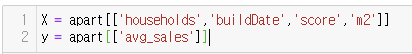 1 X = apart[['households','buildDate','score','m2']]
2 y = apart[['avg_sales']]